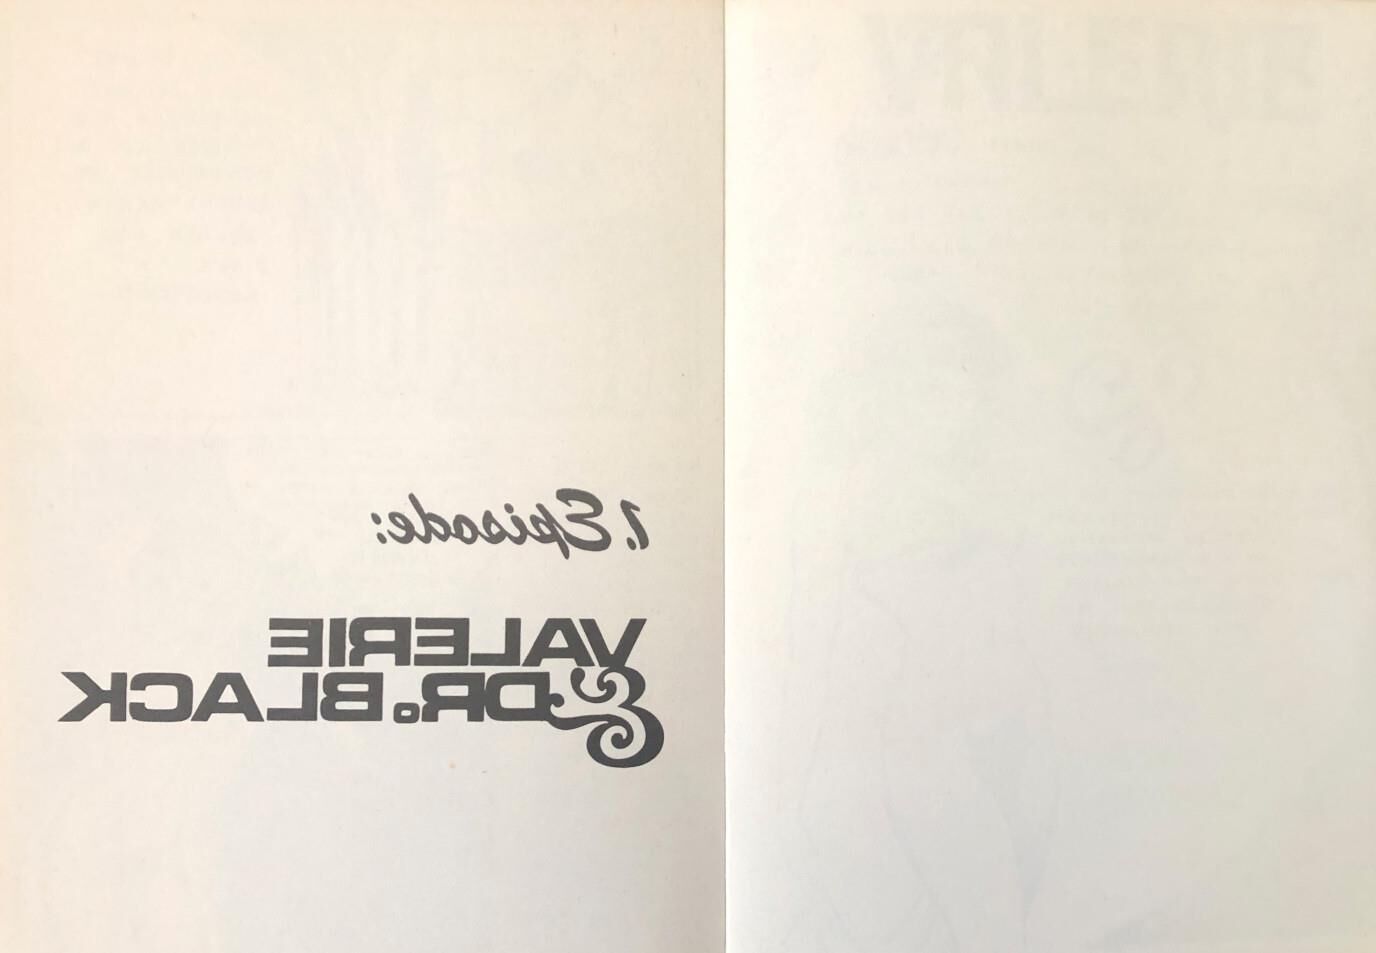 1. Episode:
VALERIE
& DR. BLACK